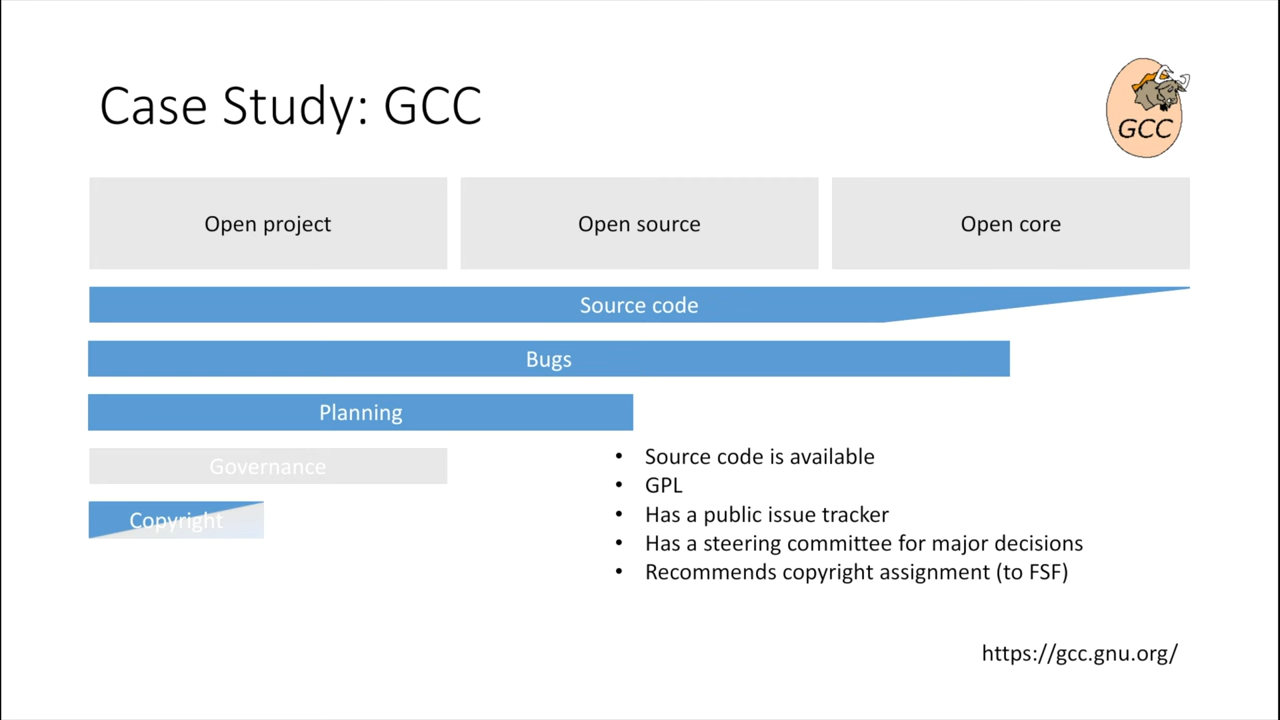 Case Study: GCC
GCC
Open project
Open source
Open core
Source code
Bugs
Planning
Governance
Copyright
• Source code is available
• GPL
• Has a public issue tracker
• Has a steering committee for major decisions
• Recommends copyright assignment (to FSF)
https://gcc.gnu.org/